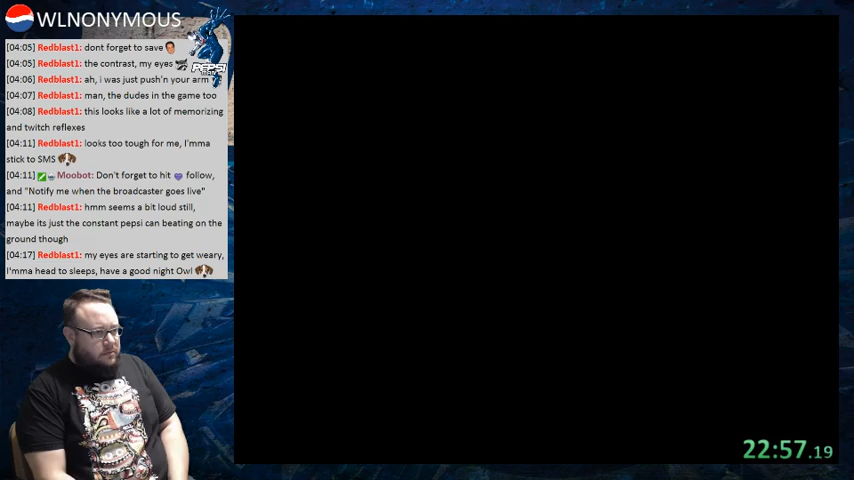 WLNONYMOUS
[04:05] Redblast1: dont forget to save
[04:05] Redblast1: the contrast, my eyes
PEPSI
[04:06] Redblast1: ah, i was just push'n your arm
[04:07] Redblast1: man, the dudes in the game too
[04:08] Redblast1: this looks like a lot of memorizing
and twitch reflexes
[04:11] Redblast1: looks too tough for me, I'mma
stick to SMS
[04:11] Moobot: Don't forget to hit follow,
and "Notify me when the broadcaster goes live"
[04:11] Redblast1: hmm seems a bit loud still,
maybe its just the constant pepsi can beating on the
ground though
[04:17] Redblast1: my eyes are starting to get weary,
I'mma head to sleeps, have a good night Owl
22:57.19